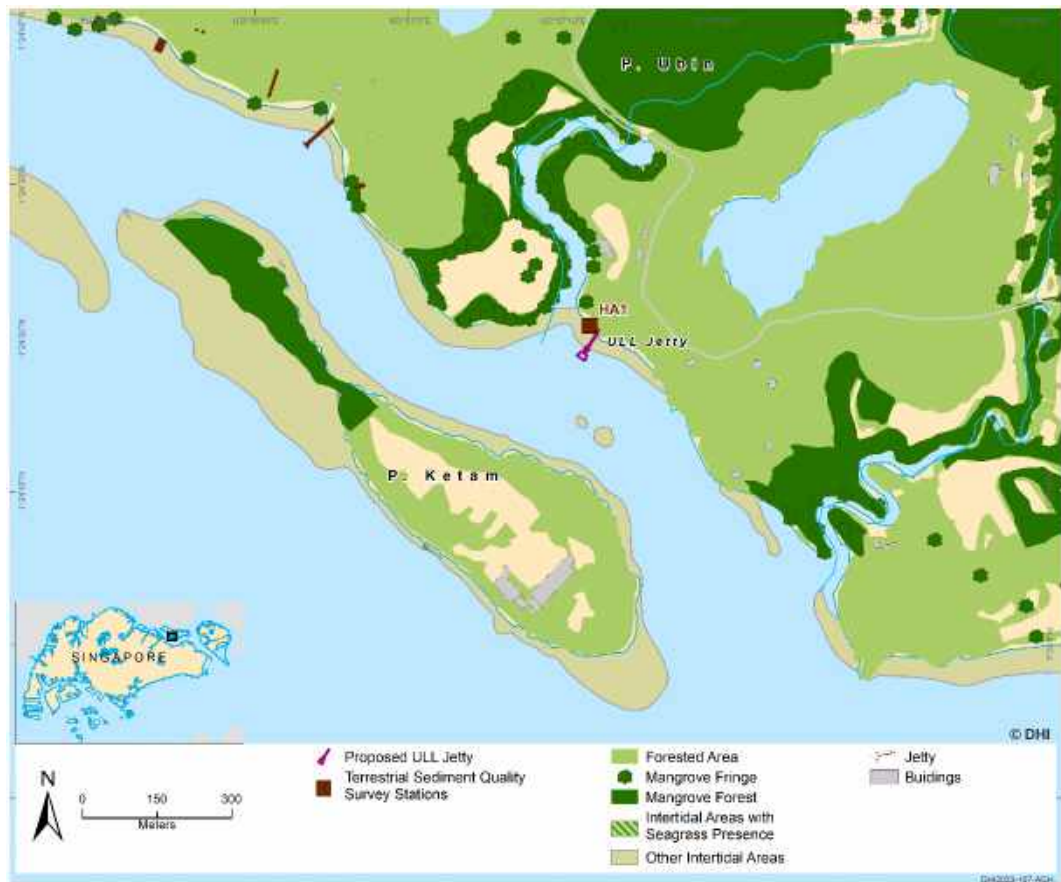 P. Ubin
HA1
ULL Jetty
P. Ketam
SINGAPORE
© DHI
N
0 150 300
Meters
Proposed ULL Jetty
Terrestrial Sediment Quality
Survey Stations
Forested Area
Mangrove Fringe
Mangrove Forest
Intertidal Areas with
Seagrass Presence
Other Intertidal Areas
Jetty
Buidings